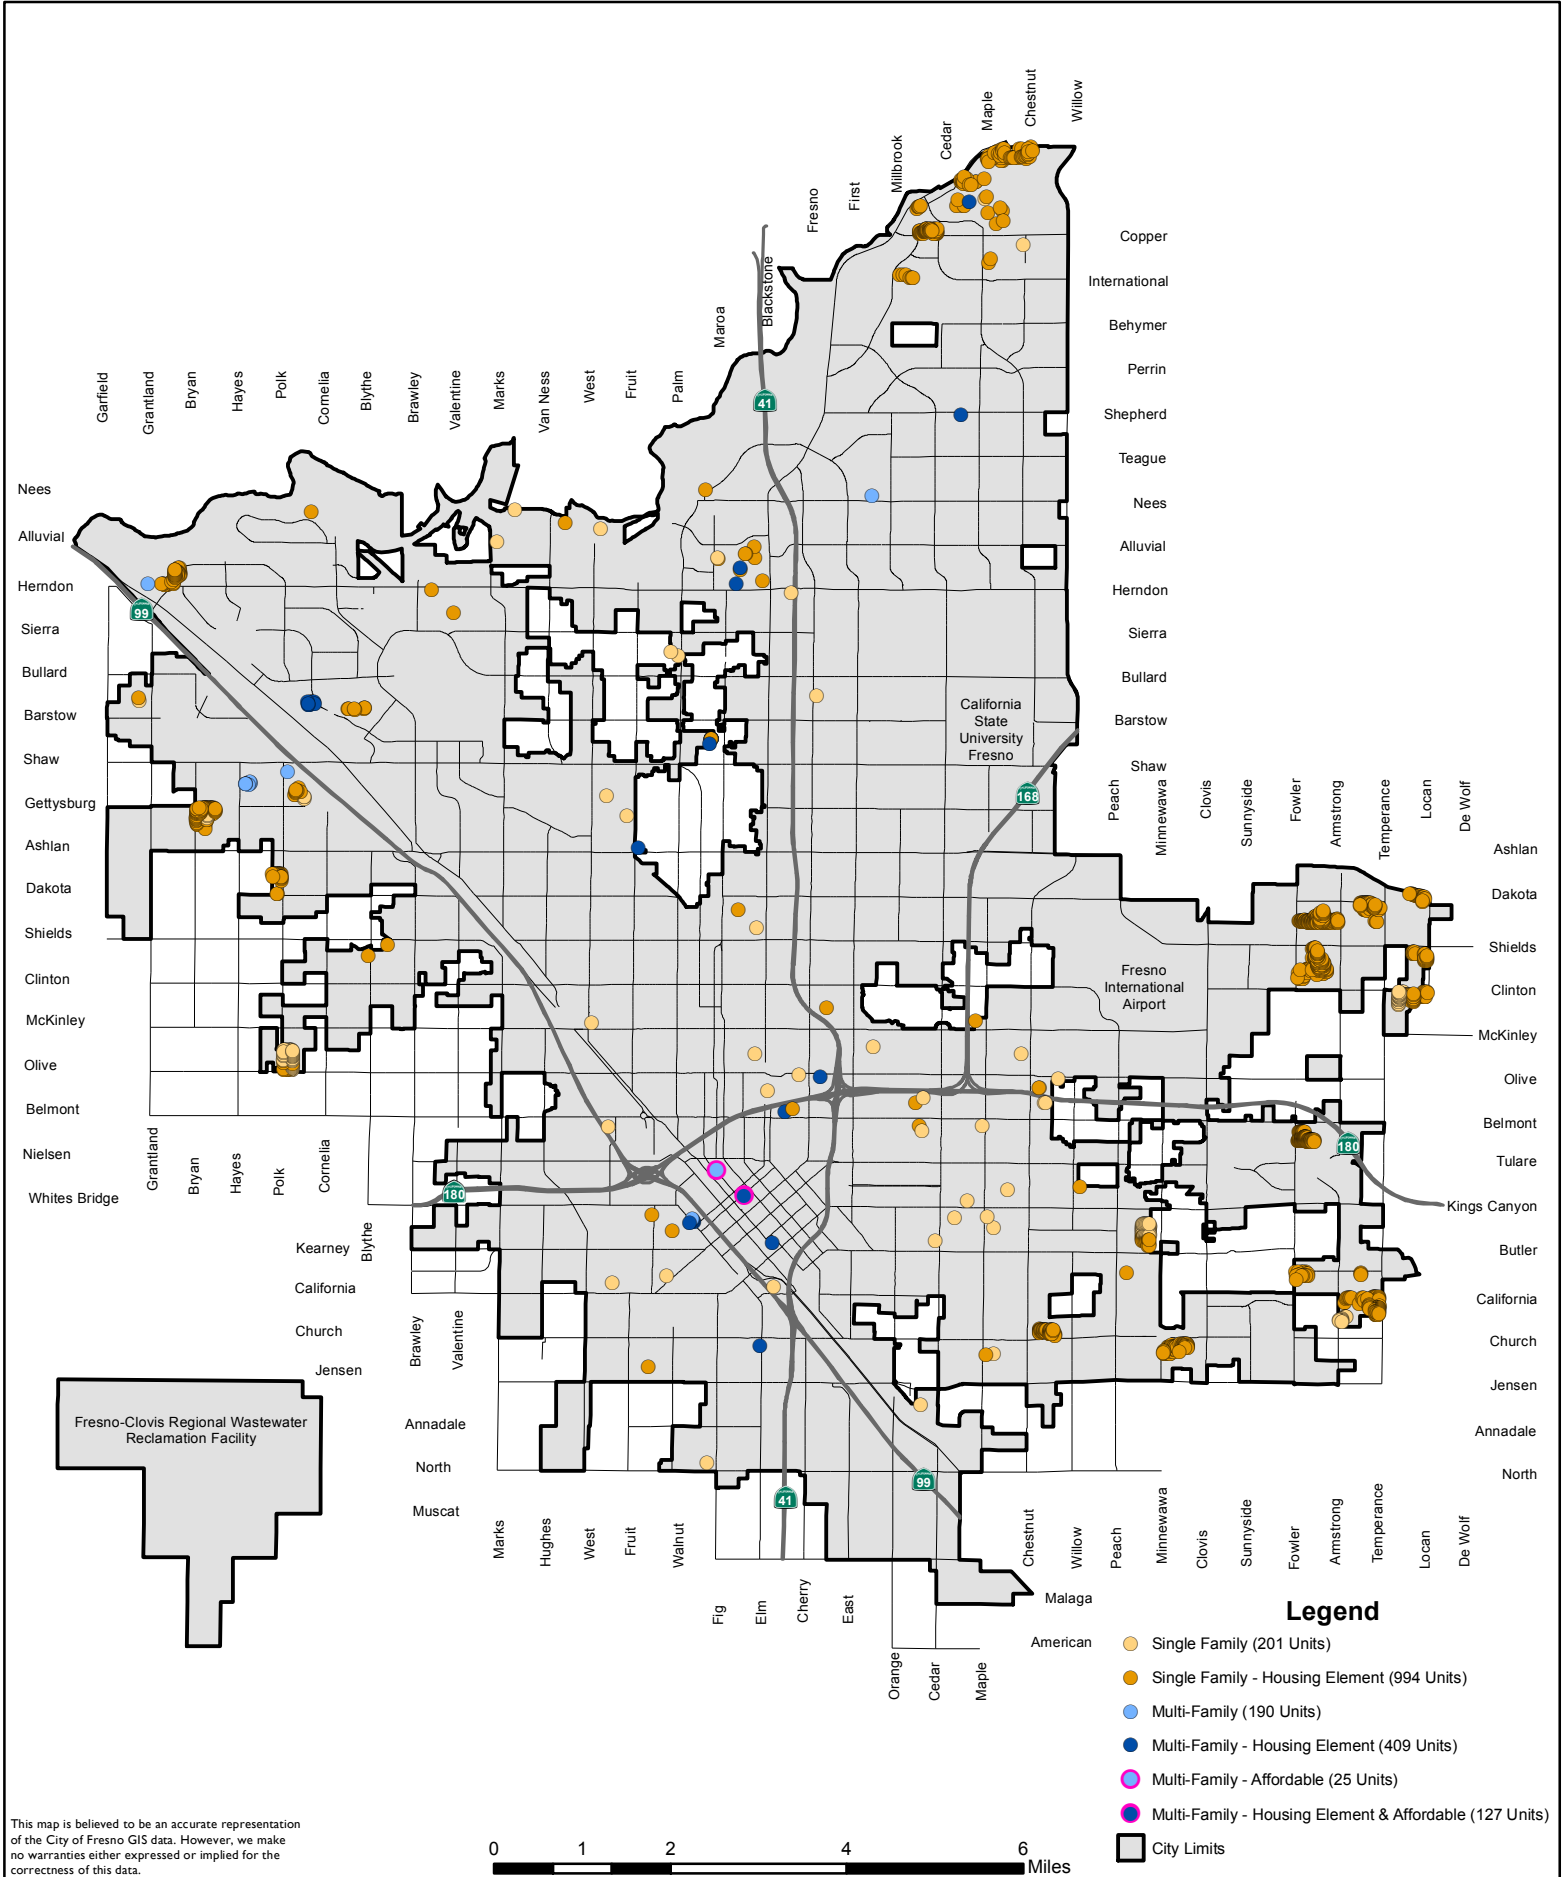 Willow
Chestnut
Maple
Cedar
Millbrook
First
Fresno
Blackstone
Maroa
Copper
International
Behymer
Perrin
Shepherd
Teague
Nees
Alluvial
Herndon
Sierra
Bullard
Barstow
Shaw
Garfield
Grantland
Bryan
Hayes
Polk
Cornelia
Blythe
Brawley
Valentine
Marks
Van Ness
West
Fruit
Palm
41
Nees
Alluvial
Herndon
99
Sierra
Bullard
Barstow
Shaw
Gettysburg
Ashlan
Dakota
Shields
Clinton
McKinley
Olive
Belmont
Nielsen
Whites Bridge
California
State
University
Fresno
168
Peach
Minnewawa
Clovis
Sunnyside
Fowler
Armstrong
Temperance
Locan
De Wolf
Ashlan
Dakota
Shields
Clinton
McKinley
Olive
Belmont
Tulare
Kings Canyon
Butler
California
Church
Jensen
Annadale
North
Fresno
International
Airport
180
180
Grantland
Bryan
Hayes
Polk
Cornelia
Blythe
Kearney
California
Church
Jensen
Brawley
Valentine
Annadale
North
Muscat
Fresno-Clovis Regional Wastewater
Reclamation Facility
41
99
Marks
Hughes
West
Fruit
Walnut
Fig
Elm
Cherry
East
Orange
Cedar
Maple
Chestnut
Willow
Peach
Minnewawa
Clovis
Sunnyside
Fowler
Armstrong
Temperance
Locan
De Wolf
Malaga
American
Legend
Single Family (201 Units)
Single Family - Housing Element (994 Units)
Multi-Family (190 Units)
Multi-Family - Housing Element (409 Units)
Multi-Family - Affordable (25 Units)
Multi-Family - Housing Element & Affordable (127 Units)
City Limits
This map is believed to be an accurate representation
of the City of Fresno GIS data. However, we make
no warranties either expressed or implied for the
correctness of this data.
0 1 2 4 6
Miles